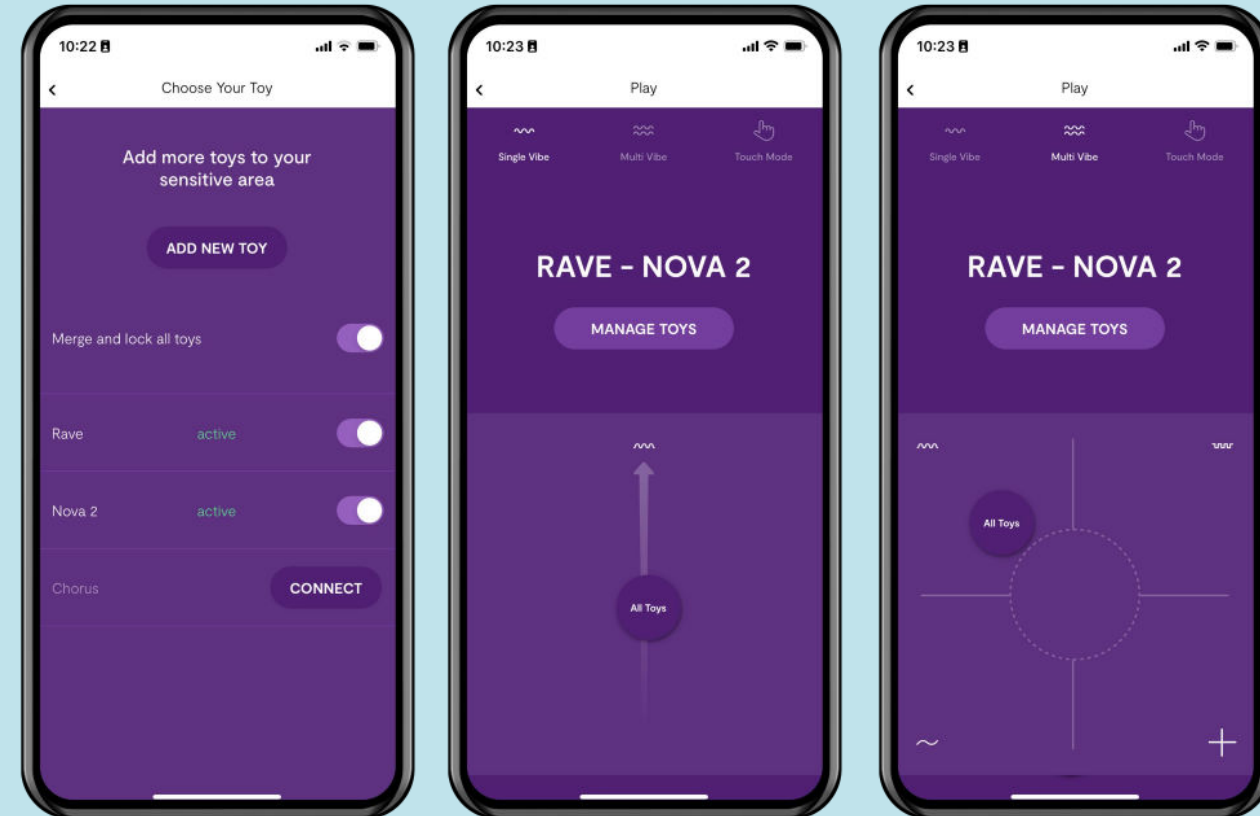 10:22
Choose Your Toy
Add more toys to your
sensitive area
ADD NEW TOY
Merge and lock all toys
Rave active
Nova 2 active
Chorus CONNECT
10:23
Play
Single Vibe Multi Vibe Touch Mode
RAVE - NOVA 2
MANAGE TOYS
All Toys
10:23
Play
Single Vibe Multi Vibe Touch Mode
RAVE - NOVA 2
MANAGE TOYS
All Toys